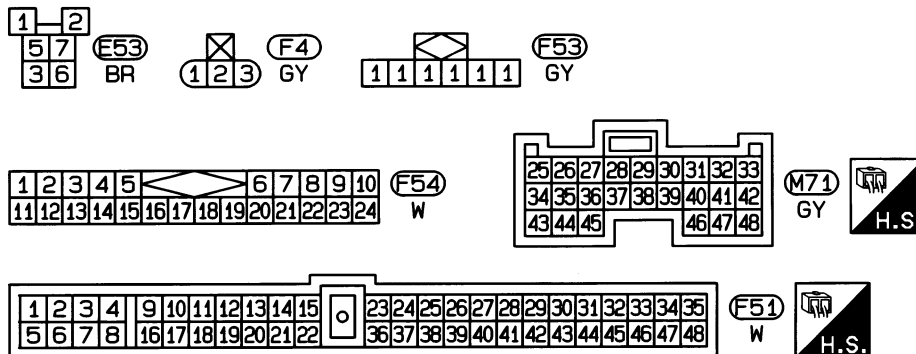 1 2
5 7
3 6
E53
BR
1 2 3
F4
GY
1 1 1 1 1 1
F53
GY
1 2 3 4 5 6 7 8 9 10
11 12 13 14 15 16 17 18 19 20 21 22 23 24
F54
W
25 26 27 28 29 30 31 32 33
34 35 36 37 38 39 40 41 42
43 44 45 46 47 48
M71
GY
H.S
1 2 3 4 9 10 11 12 13 14 15 23 24 25 26 27 28 29 30 31 32 33 34 35
5 6 7 8 16 17 18 19 20 21 22 36 37 38 39 40 41 42 43 44 45 46 47 48
F51
W
H.S.